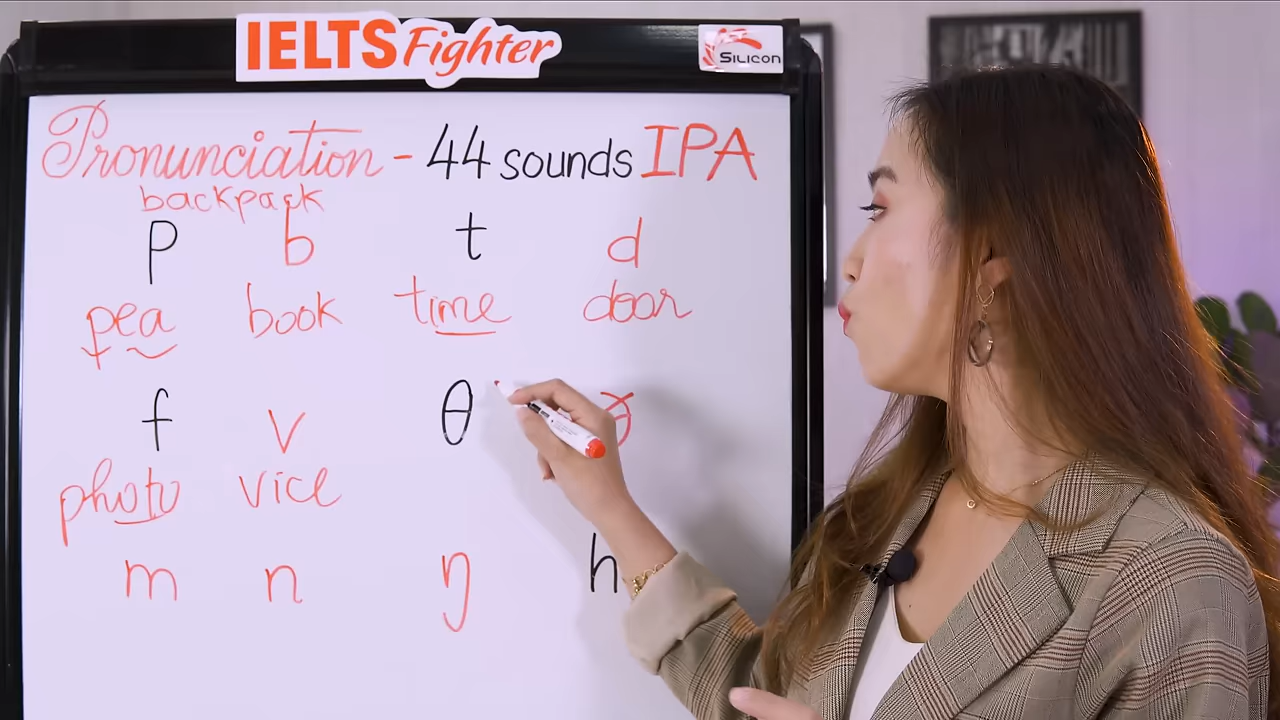 IELTS Fighter
SILICON
Pronunciation - 44 sounds IPA
backpack
p b t d
pea book time door
f v θ ð
photo vice
m n ŋ h